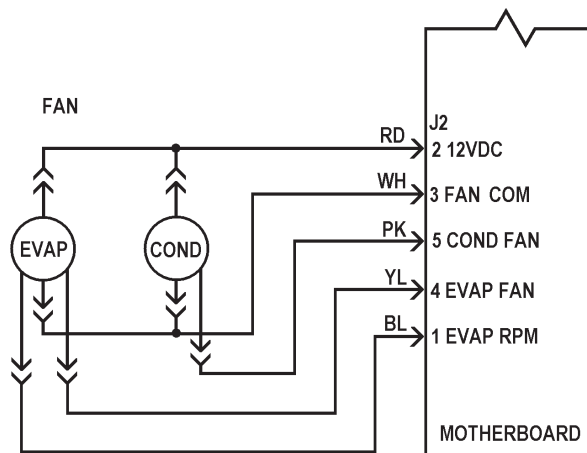 FAN
J2
RD
2 12VDC
WH
3 FAN COM
EVAP
COND
PK
5 COND FAN
YL
4 EVAP FAN
BL
1 EVAP RPM
MOTHERBOARD